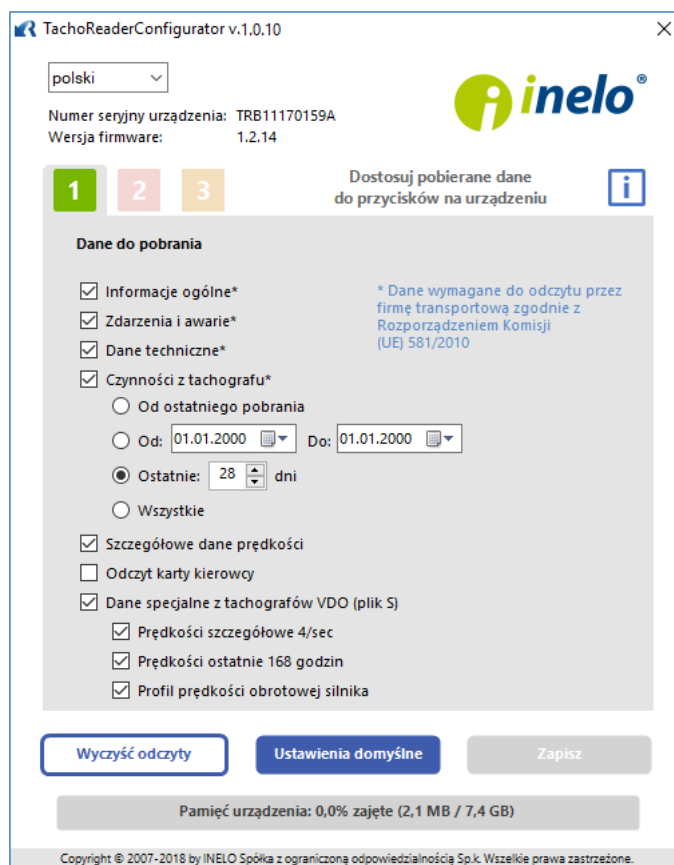 TachoReaderConfigurator v.1.0.10
polski
inelo®
Numer seryjny urządzenia: TRB11170159A
Wersja firmware: 1.2.14
1 2 3
Dostosuj pobierane dane
do przycisków na urządzeniu
i
Dane do pobrania
Informacje ogólne*
Zdarzenia i awarie*
Dane techniczne*
* Dane wymagane do odczytu przez
firmę transportową zgodnie z
Rozporządzeniem Komisji
(UE) 581/2010
Czynności z tachografu*
Od ostatniego pobrania
Od: 01.01.2000 Do: 01.01.2000
Ostatnie: 28 dni
Wszystkie
Szczegółowe dane prędkości
Odczyt karty kierowcy
Dane specjalne z tachografów VDO (plik S)
Prędkości szczegółowe 4/sec
Prędkości ostatnie 168 godzin
Profil prędkości obrotowej silnika
Wyczyść odczyty Ustawienia domyślne Zapisz
Pamięć urządzenia: 0,0% zajęte (2,1 MB / 7,4 GB)
Copyright © 2007-2018 by INELO Spółka z ograniczoną odpowiedzialnością Sp.k. Wszelkie prawa zastrzeżone.